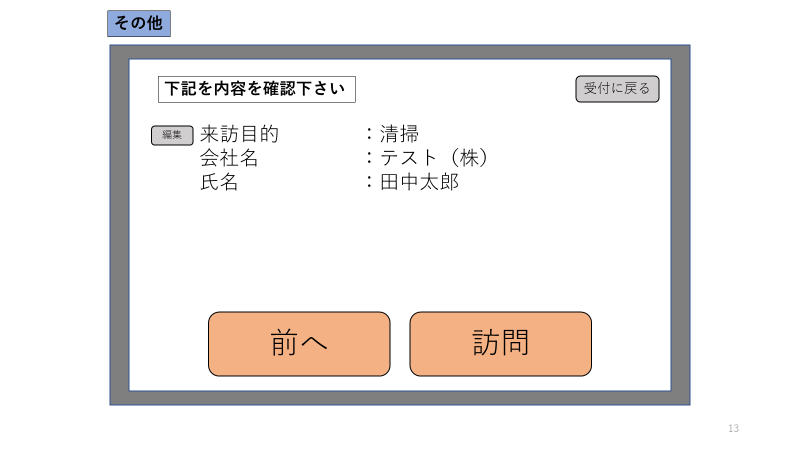 その他
下記を内容を確認下さい
受付に戻る
編集
来訪目的 ：清掃
会社名 ：テスト（株）
氏名 ：田中太郎
前へ
訪問
13